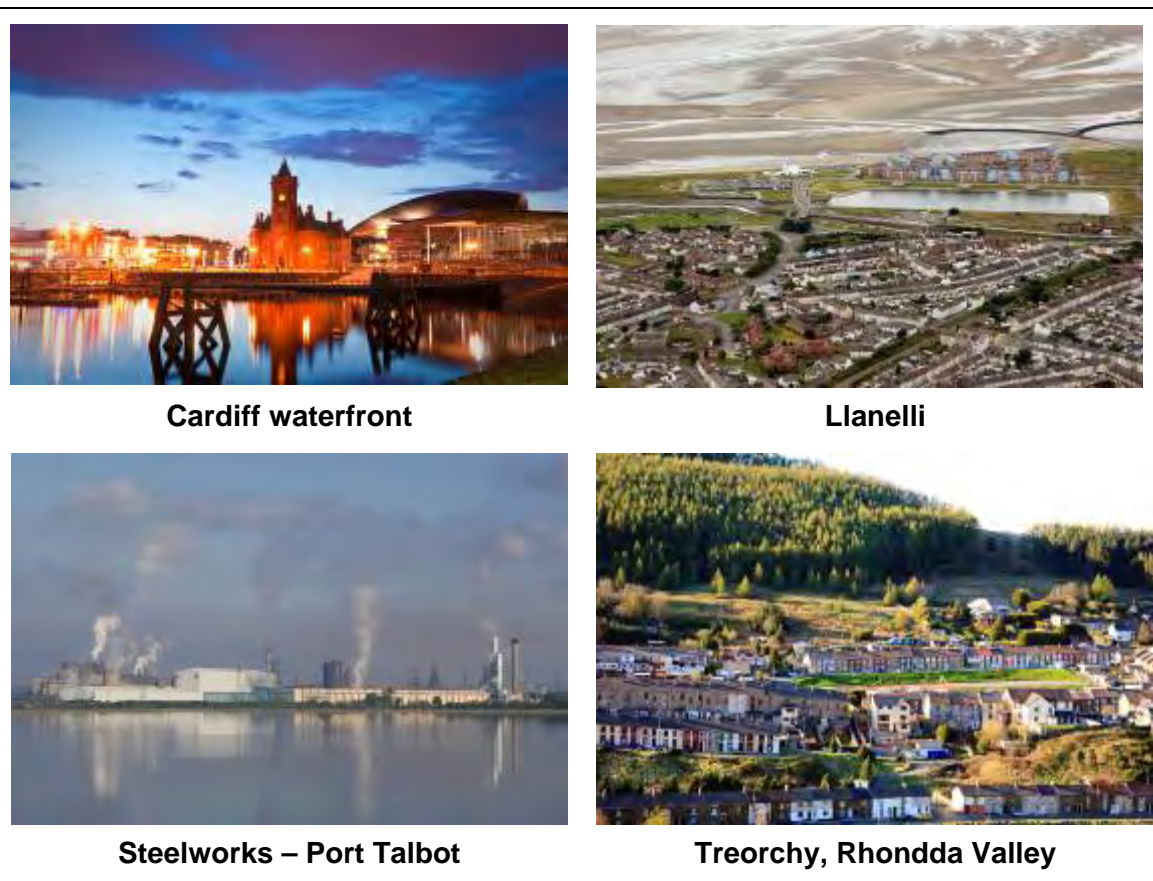 Cardiff waterfront
Llanelli
Steelworks – Port Talbot
Treorchy, Rhondda Valley